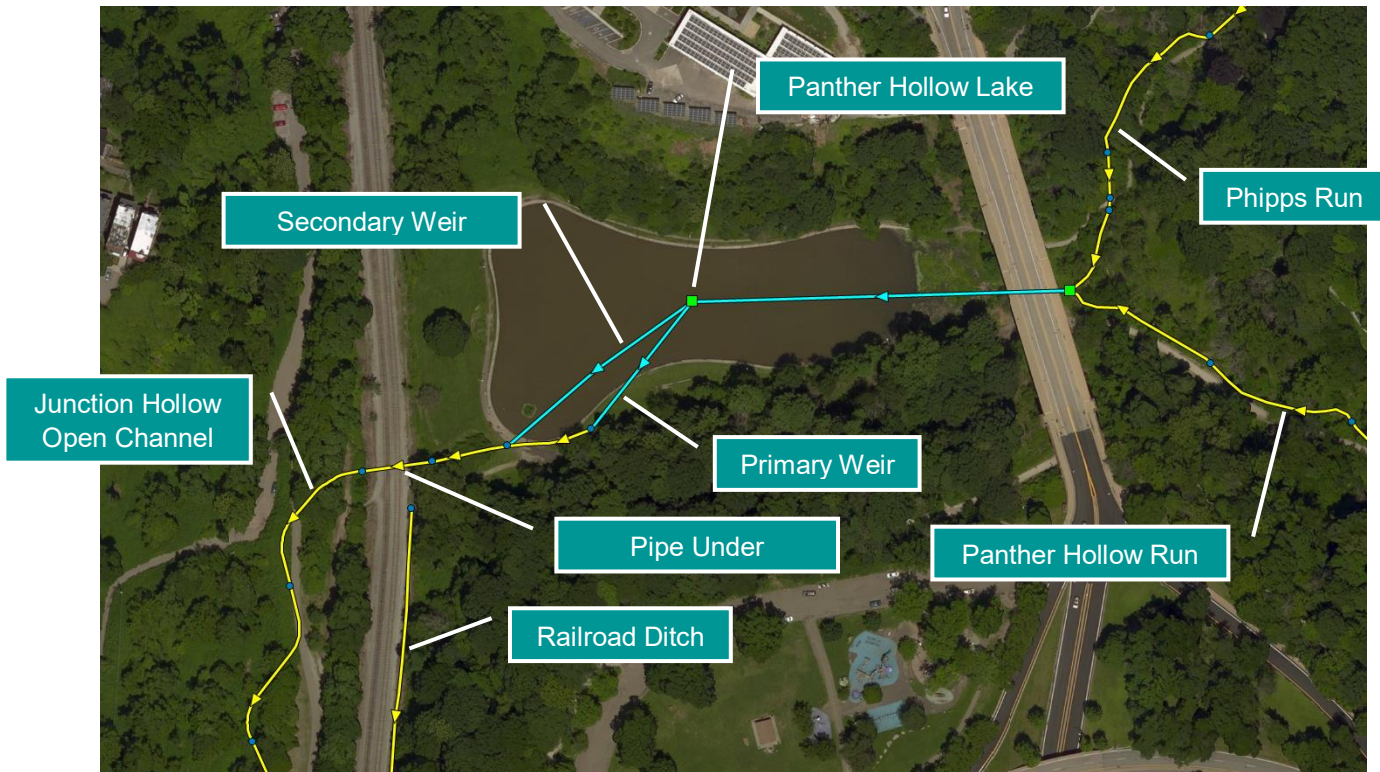 Panther Hollow Lake
Phipps Run
Secondary Weir
Junction Hollow
Open Channel
Primary Weir
Pipe Under
Panther Hollow Run
Railroad Ditch